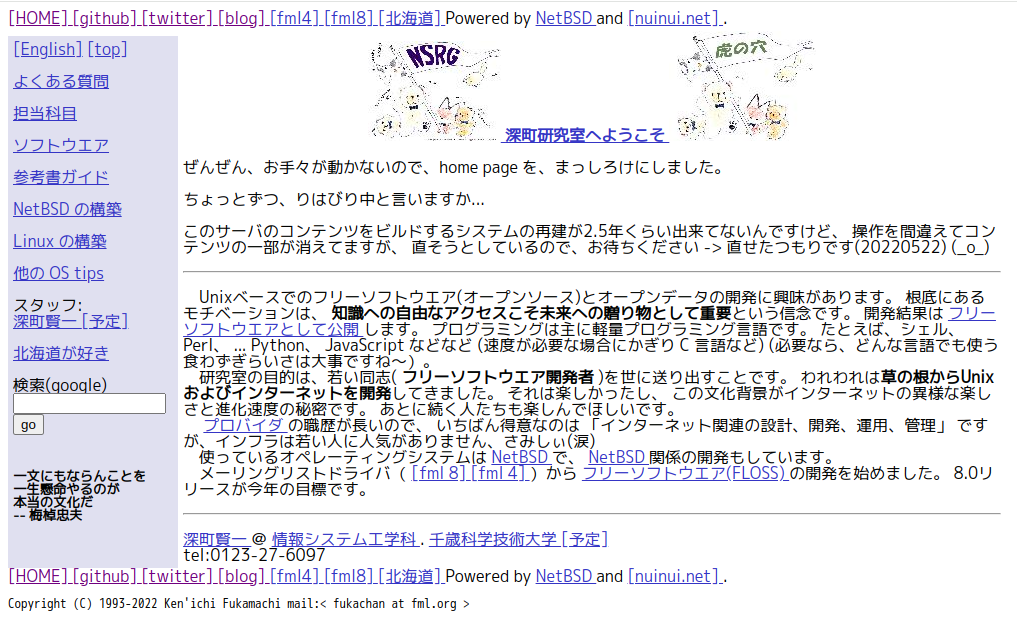 [HOME] [github] [twitter] [blog] [fml4] [fml8] [北海道] Powered by NetBSD and [nuinui.net] .
[English] [top]
よくある質問
担当科目
ソフトウエア
参考書ガイド
NetBSD の構築
Linux の構築
他の OS tips
スタッフ:
深町賢一 [予定]
北海道が好き
検索(google)
go
一文にもならんことを
一生懸命やるのが
本当の文化だ
-- 梅棹忠夫
NSRG
虎の穴
深町研究室へようこそ
ぜんぜん、お手々が動かないので、home page を、まっしろけにしました。
ちょっとずつ、りはびり中と言いますか...
このサーバのコンテンツをビルドするシステムの再建が2.5年くらい出来てないんですけど、 操作を間違えてコン
テンツの一部が消えてますが、 直そうとしているので、お待ちください -> 直せたつもりです(20220522) (_o_)
Unixベースでのフリーソフトウエア(オープンソース)とオープンデータの開発に興味があります。 根底にある
モチベーションは、 知識への自由なアクセスこそ未来への贈り物として重要という信念です。 開発結果は フリー
ソフトウエアとして公開 します。 プログラミングは主に軽量プログラミング言語です。 たとえば、シェル、
Perl、 ... Python、 JavaScript などなど (速度が必要な場合にかぎり C 言語など) (必要なら、どんな言語でも使う
食わずぎらいさは大事ですね〜) 。
研究室の目的は、若い同志( フリーソフトウエア開発者 )を世に送り出すことです。 われわれは草の根からUnix
およびインターネットを開発してきました。 それは楽しかったし、 この文化背景がインターネットの異様な楽し
さと進化速度の秘密です。 あとに続く人たちも楽しんでほしいです。
プロバイダ の職歴が長いので、 いちばん得意なのは 「インターネット関連の設計、開発、運用、管理」 です
が、インフラは若い人に人気がありません、さみしぃ(涙)
使っているオペレーティングシステムは NetBSD で、 NetBSD 関係の開発もしています。
メーリングリストドライバ ( [fml 8] [fml 4] ) から フリーソフトウエア(FLOSS) の開発を始めました。 8.0リ
リースが今年の目標です。
深町賢一 @ 情報システム工学科 . 千歳科学技術大学 [予定]
tel:0123-27-6097
[HOME] [github] [twitter] [blog] [fml4] [fml8] [北海道] Powered by NetBSD and [nuinui.net] .
Copyright (C) 1993-2022 Ken'ichi Fukamachi mail:< fukachan at fml.org >